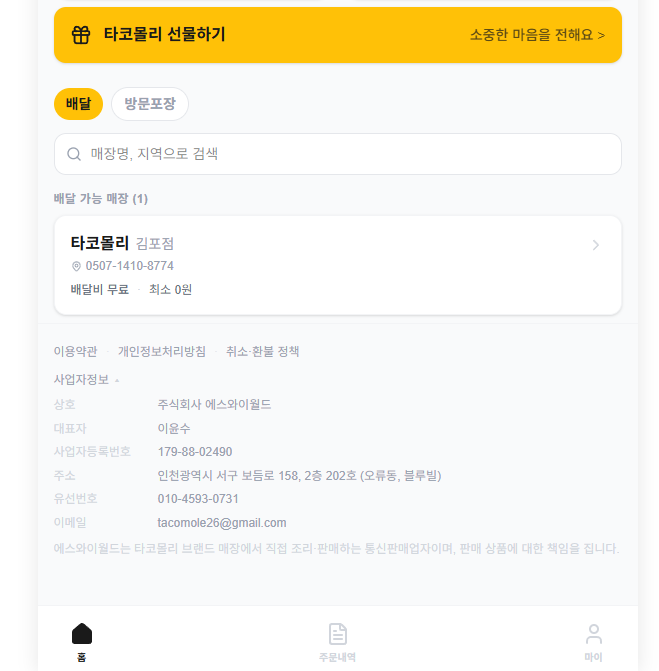 타코몰리 선물하기 소중한 마음을 전해요 >
배달 방문포장
매장명, 지역으로 검색
배달 가능 매장 (1)
타코몰리 김포점
0507-1410-8774
배달비 무료 · 최소 0원
이용약관 · 개인정보처리방침 · 취소·환불 정책
사업자정보
상호 주식회사 에스와이월드
대표자 이윤수
사업자등록번호 179-88-02490
주소 인천광역시 서구 보듬로 158, 2층 202호 (오류동, 블루빌)
유선번호 010-4593-0731
이메일 tacomole26@gmail.com
에스와이월드는 타코몰리 브랜드 매장에서 직접 조리·판매하는 통신판매업자이며, 판매 상품에 대한 책임을 집니다.
홈 주문내역 마이